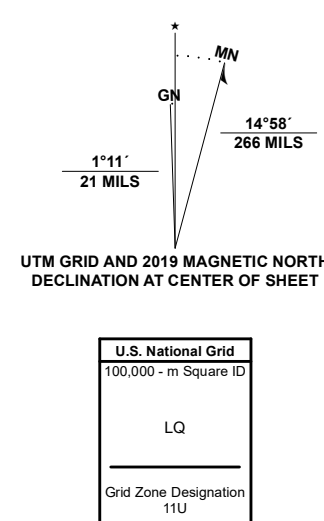 ★
MN
GN
14°58´
266 MILS
1°11´
21 MILS
UTM GRID AND 2019 MAGNETIC NORTH
DECLINATION AT CENTER OF SHEET
U.S. National Grid
100,000 - m Square ID
LQ
Grid Zone Designation
11U